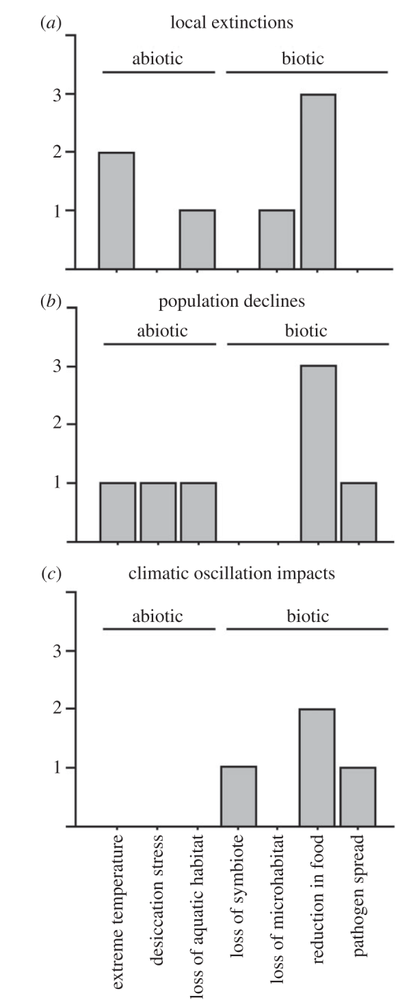 (a) local extinctions
abiotic biotic
3
2
1
(b) population declines
abiotic biotic
3
2
1
(c) climatic oscillation impacts
abiotic biotic
3
2
1
extreme temperature
desiccation stress
loss of aquatic habitat
loss of symbiote
loss of microhabitat
reduction in food
pathogen spread